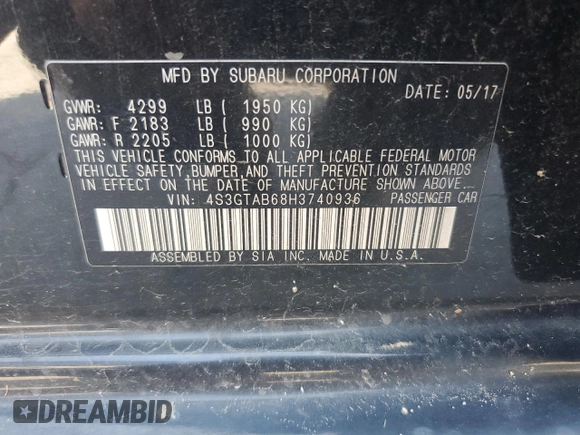 MFD BY SUBARU CORPORATION
DATE: 05/17
GVWR: 4299 LB ( 1950 KG)
GAWR: F 2183 LB ( 990 KG)
GAWR: R 2205 LB ( 1000 KG)
THIS VEHICLE CONFORMS TO ALL APPLICABLE FEDERAL MOTOR
VEHICLE SAFETY, BUMPER, AND THEFT PREVENTION STANDARDS
IN EFFECT ON THE DATE OF MANUFACTURE SHOWN ABOVE.
VIN: 4S3GTAB68H3740936 PASSENGER CAR
ASSEMBLED BY SIA INC. MADE IN U.S.A.
DREAMBID